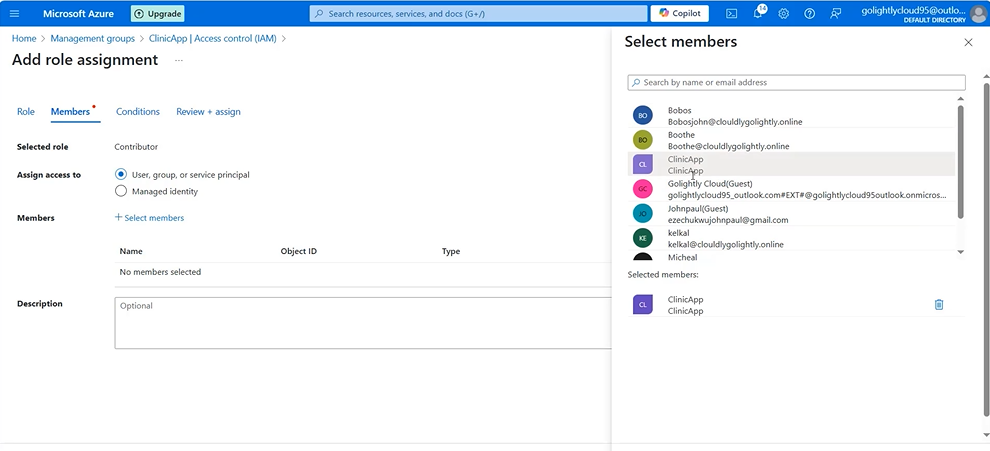 Microsoft Azure
Upgrade
Search resources, services, and docs (G+/)
Copilot
14
golightlycloud95@outlo...
DEFAULT DIRECTORY
Home > Management groups > ClinicApp | Access control (IAM) >
Add role assignment ...
Role
Members
Conditions
Review + assign
Selected role
Contributor
Assign access to
User, group, or service principal
Managed identity
Members
+ Select members
Name
Object ID
Type
No members selected
Description
Optional
Select members
Search by name or email address
BO
Bobos
Bobosjohn@clouldlygolightly.online
BO
Boothe
Boothe@clouldlygolightly.online
CL
ClinicApp
ClinicApp
GC
Golightly Cloud(Guest)
golightlycloud95_outlook.com#EXT#@golightlycloud95outlook.onmicros...
JO
Johnpaul(Guest)
ezechukwujohnpaul@gmail.com
KE
kelkal
kelkal@clouldlygolightly.online
Micheal
Selected members:
CL
ClinicApp
ClinicApp